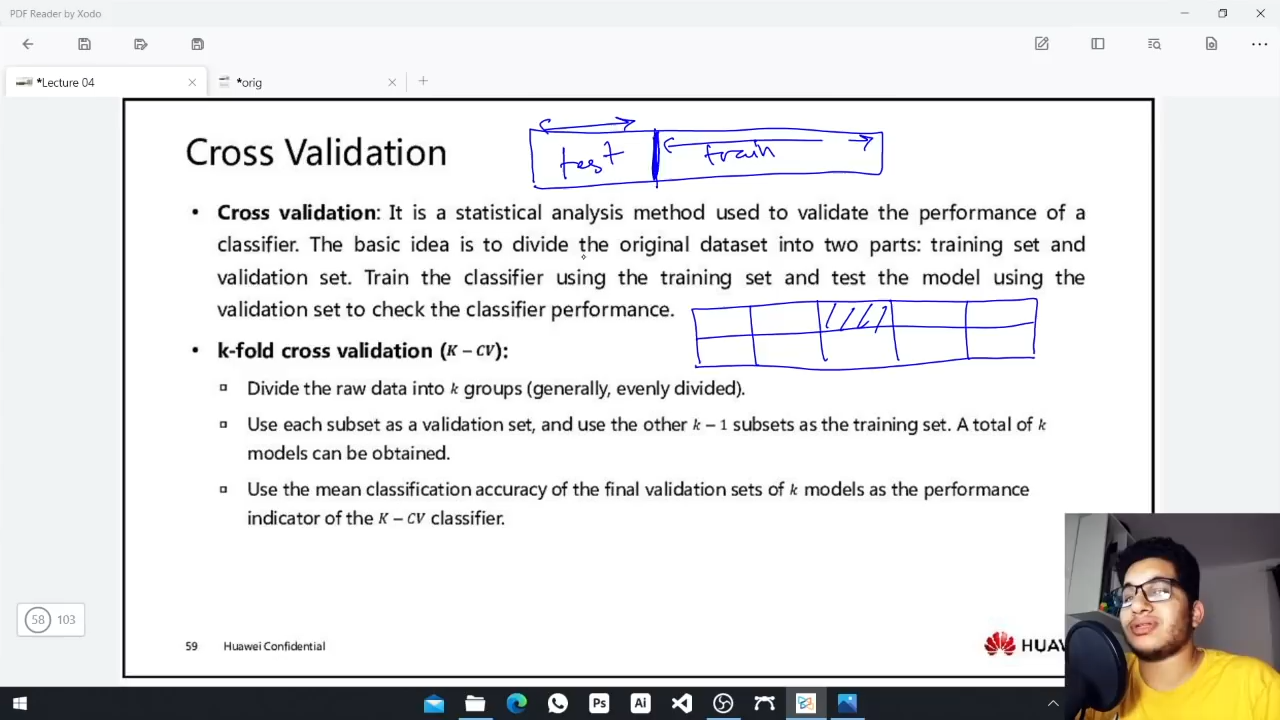 PDF Reader by Xodo
*Lecture 04
*orig
Cross Validation
test
train
• Cross validation: It is a statistical analysis method used to validate the performance of a
classifier. The basic idea is to divide the original dataset into two parts: training set and
validation set. Train the classifier using the training set and test the model using the
validation set to check the classifier performance.
• k-fold cross validation (K − CV):
▫ Divide the raw data into k groups (generally, evenly divided).
▫ Use each subset as a validation set, and use the other k − 1 subsets as the training set. A total of k
models can be obtained.
▫ Use the mean classification accuracy of the final validation sets of k models as the performance
indicator of the K − CV classifier.
58 103
59 Huawei Confidential
HUAW
Ps
Ai